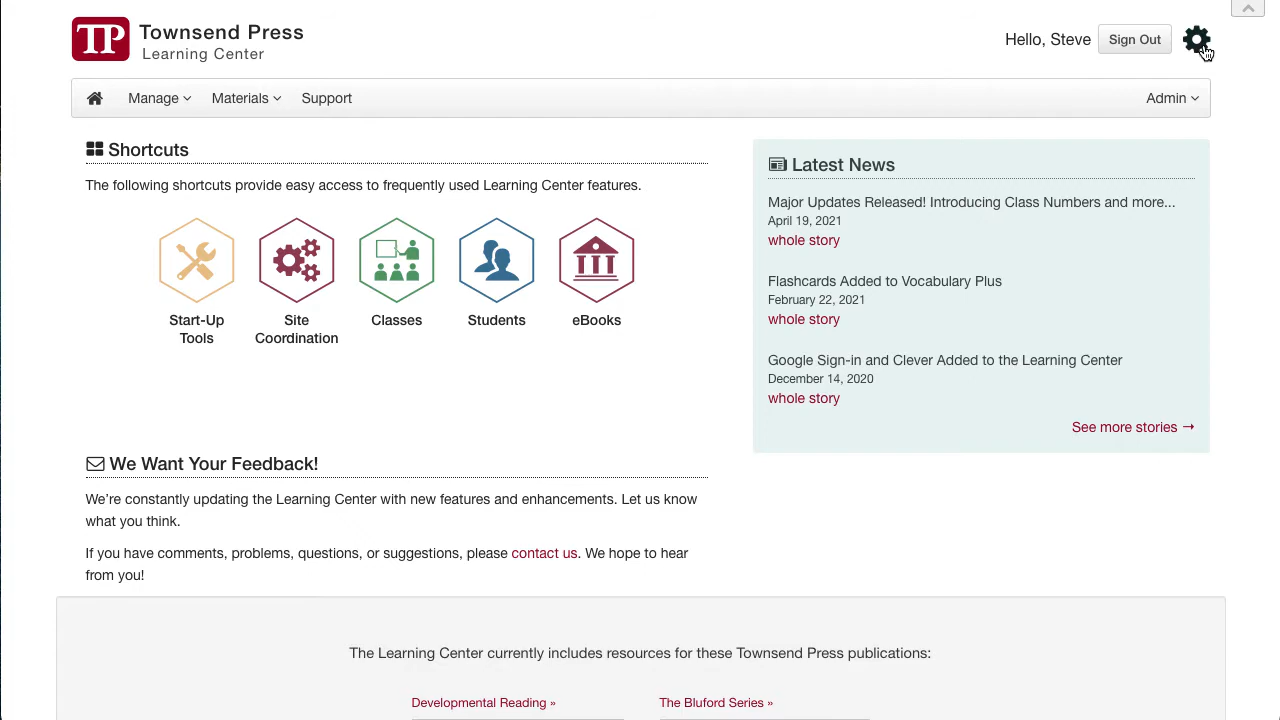 TP
Townsend Press
Learning Center
Hello, Steve
Sign Out
Manage
Materials
Support
Admin
Shortcuts
The following shortcuts provide easy access to frequently used Learning Center features.
Start-Up
Tools
Site
Coordination
Classes
Students
eBooks
Latest News
Major Updates Released! Introducing Class Numbers and more...
April 19, 2021
whole story
Flashcards Added to Vocabulary Plus
February 22, 2021
whole story
Google Sign-in and Clever Added to the Learning Center
December 14, 2020
whole story
See more stories →
We Want Your Feedback!
We're constantly updating the Learning Center with new features and enhancements. Let us know
what you think.
If you have comments, problems, questions, or suggestions, please contact us. We hope to hear
from you!
The Learning Center currently includes resources for these Townsend Press publications:
Developmental Reading »
The Bluford Series »